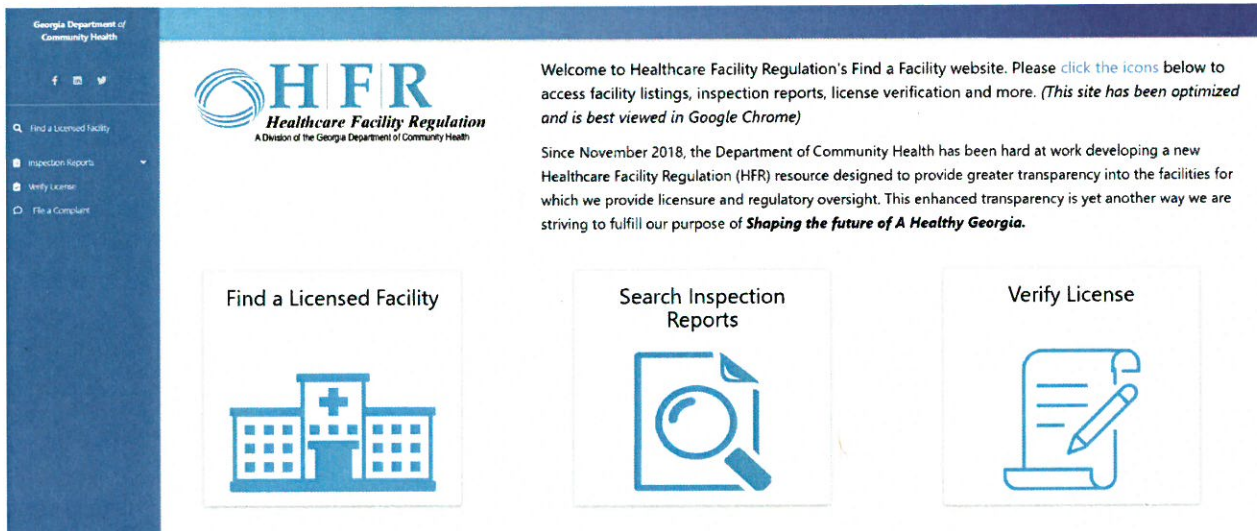 Georgia Department of
Community Health
Find a Licensed Facility
Inspection Reports
Verify License
File a Complaint
H F R
Healthcare Facility Regulation
A Division of the Georgia Department of Community Health
Welcome to Healthcare Facility Regulation's Find a Facility website. Please click the icons below to
access facility listings, inspection reports, license verification and more. (This site has been optimized
and is best viewed in Google Chrome)
Since November 2018, the Department of Community Health has been hard at work developing a new
Healthcare Facility Regulation (HFR) resource designed to provide greater transparency into the facilities for
which we provide licensure and regulatory oversight. This enhanced transparency is yet another way we are
striving to fulfill our purpose of Shaping the future of A Healthy Georgia.
Find a Licensed Facility
Search Inspection
Reports
Verify License